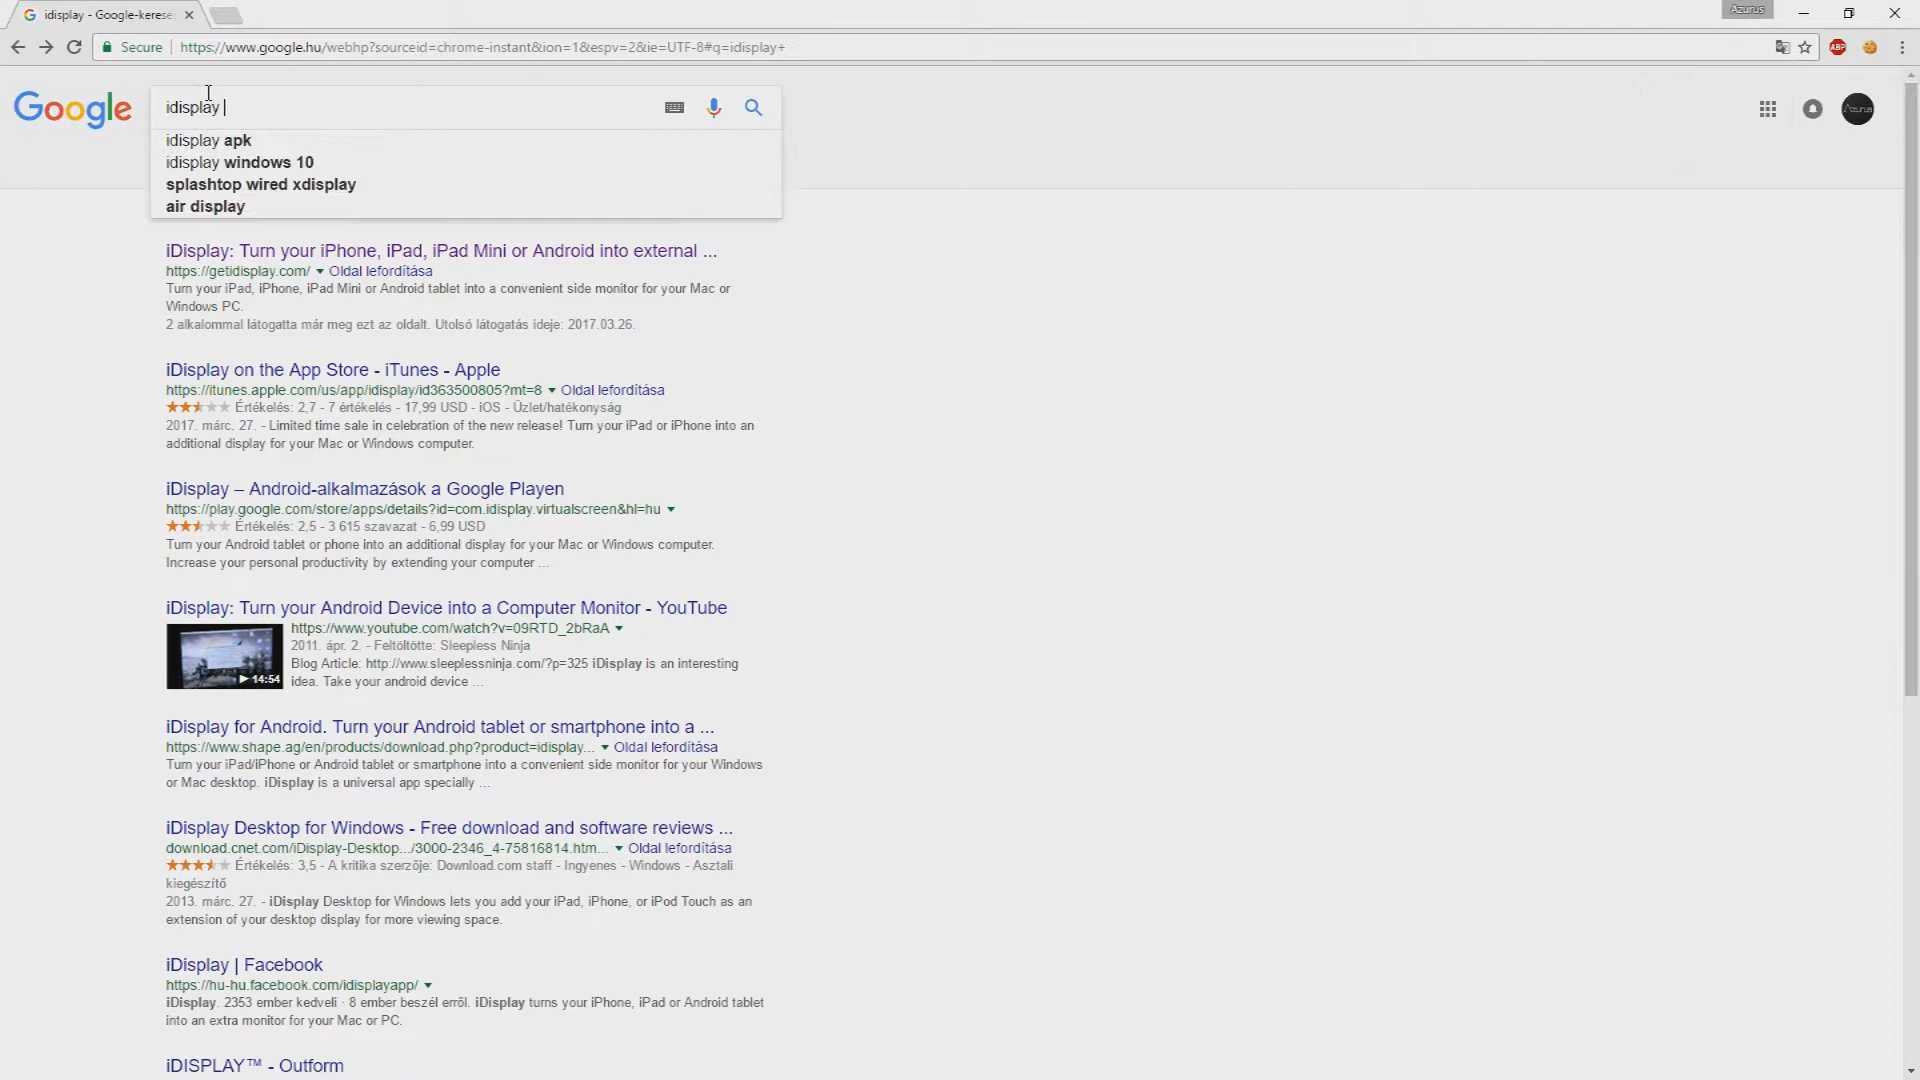 idisplay - Google-keres
Azurus
Secure https://www.google.hu/webhp?sourceid=chrome-instant&ion=1&espv=2&ie=UTF-8#q=idisplay+
ABP
Google
idisplay
idisplay apk
idisplay windows 10
splashtop wired xdisplay
air display
iDisplay: Turn your iPhone, iPad, iPad Mini or Android into external ...
https://getidisplay.com/ Oldal lefordítása
Turn your iPad, iPhone, iPad Mini or Android tablet into a convenient side monitor for your Mac or
Windows PC.
2 alkalommal látogatta már meg ezt az oldalt. Utolsó látogatás ideje: 2017.03.26.
iDisplay on the App Store - iTunes - Apple
https://itunes.apple.com/us/app/idisplay/id363500805?mt=8 Oldal lefordítása
Értékelés: 2,7 - 7 értékelés - 17,99 USD - iOS - Üzlet/hatékonyság
2017. márc. 27. - Limited time sale in celebration of the new release! Turn your iPad or iPhone into an
additional display for your Mac or Windows computer.
iDisplay – Android-alkalmazások a Google Playen
https://play.google.com/store/apps/details?id=com.idisplay.virtualscreen&hl=hu
Értékelés: 2,5 - 3 615 szavazat - 6,99 USD
Turn your Android tablet or phone into an additional display for your Mac or Windows computer.
Increase your personal productivity by extending your computer ...
iDisplay: Turn your Android Device into a Computer Monitor - YouTube
https://www.youtube.com/watch?v=09RTD_2bRaA
2011. ápr. 2. - Feltöltötte: Sleepless Ninja
Blog Article: http://www.sleeplessninja.com/?p=325 iDisplay is an interesting
idea. Take your android device ...
14:54
iDisplay for Android. Turn your Android tablet or smartphone into a ...
https://www.shape.ag/en/products/download.php?product=idisplay... Oldal lefordítása
Turn your iPad/iPhone or Android tablet or smartphone into a convenient side monitor for your Windows
or Mac desktop. iDisplay is a universal app specially ...
iDisplay Desktop for Windows - Free download and software reviews ...
download.cnet.com/iDisplay-Desktop.../3000-2346_4-75816814.htm... Oldal lefordítása
Értékelés: 3,5 - A kritika szerzője: Download.com staff - Ingyenes - Windows - Asztali
kiegészítő
2013. márc. 27. - iDisplay Desktop for Windows lets you add your iPad, iPhone, or iPod Touch as an
extension of your desktop display for more viewing space.
iDisplay | Facebook
https://hu-hu.facebook.com/idisplayapp/
iDisplay. 2353 ember kedveli · 8 ember beszél erről. iDisplay turns your iPhone, iPad or Android tablet
into an extra monitor for your Mac or PC.
iDISPLAY™ - Outform